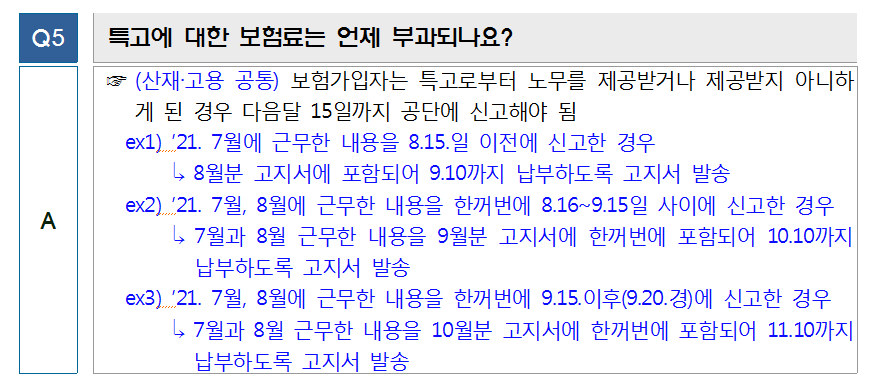 Q5 특고에 대한 보험료는 언제 부과되나요?
A
☞ (산재·고용 공통) 보험가입자는 특고로부터 노무를 제공받거나 제공받지 아니하
게 된 경우 다음달 15일까지 공단에 신고해야 됨
ex1) ’21. 7월에 근무한 내용을 8.15.일 이전에 신고한 경우
↳ 8월분 고지서에 포함되어 9.10까지 납부하도록 고지서 발송
ex2) ’21. 7월, 8월에 근무한 내용을 한꺼번에 8.16~9.15일 사이에 신고한 경우
↳ 7월과 8월 근무한 내용을 9월분 고지서에 한꺼번에 포함되어 10.10까지
납부하도록 고지서 발송
ex3) ’21. 7월, 8월에 근무한 내용을 한꺼번에 9.15.이후(9.20.경)에 신고한 경우
↳ 7월과 8월 근무한 내용을 10월분 고지서에 한꺼번에 포함되어 11.10까지
납부하도록 고지서 발송